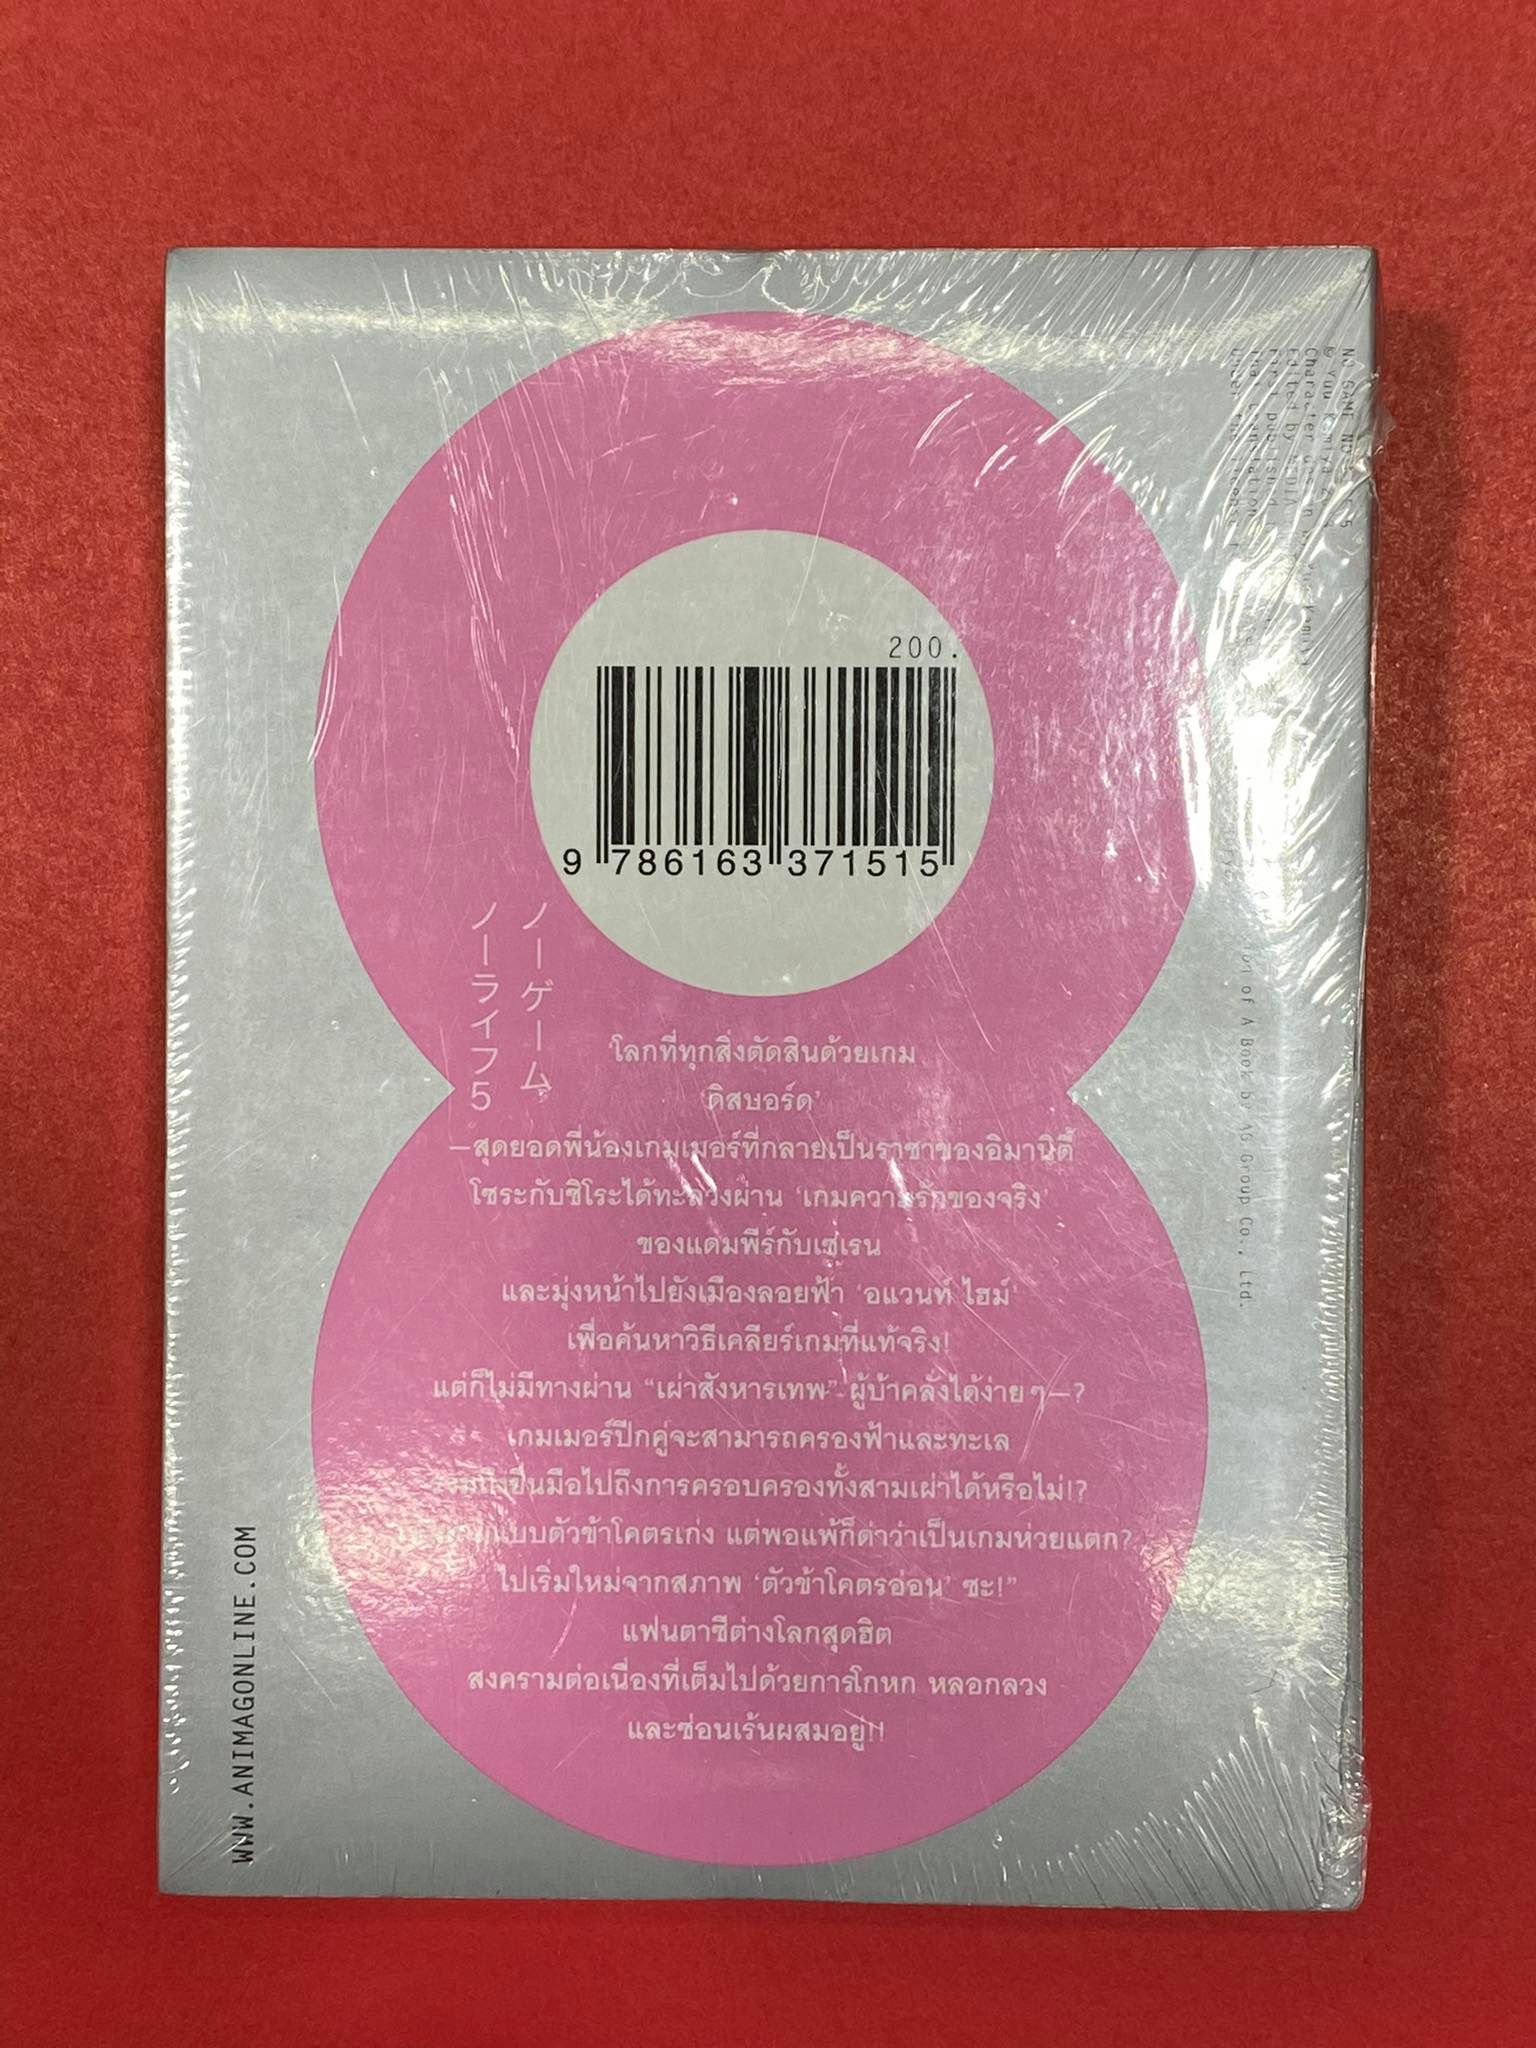 200.
9 786163 371515
ノーゲーム
ノーライフ5
'โลกที่ทุกสิ่งตัดสินด้วยเกม
'ดิสบอร์ด'
—สุดยอดพี่น้องเกมเมอร์ที่กลายเป็นราชาของอิมานิตี้
โซระกับชิโระได้ทะลวงผ่าน 'เกมความรักของจริง'
ของแดมพีร์กับเซเรน
และมุ่งหน้าไปยังเมืองลอยฟ้า 'อแวนท์ ไฮม์'
เพื่อค้นหาวิธีเคลียร์เกมที่แท้จริง!
แต่ก็ไม่มีทางผ่าน "เผ่าสังหารเทพ" ผู้บ้าคลั่งได้ง่าย ๆ—?
เกมเมอร์ปีกคู่จะสามารถครองฟ้าและทะเล
ยื่นมือไปถึงการครอบครองทั้งสามเผ่าได้หรือไม่!?
แบบตัวข้าโคตรเก่ง แต่พอแพ้ก็ด่าว่าเป็นเกมห่วยแตก?
ไปเริ่มใหม่จากสภาพ 'ตัวข้าโคตรอ่อน' ซะ!"
แฟนตาซีต่างโลกสุดฮิต
สงครามต่อเนื่องที่เต็มไปด้วยการโกหก หลอกลวง
และซ่อนเร้นผสมอยู่!!
WWW.ANIMAGONLINE.COM
NO GAME NO 5
© Yuu Kamiya
Character design
Edited by MEDIA
First published
of A Book by AG Group Co., Ltd.